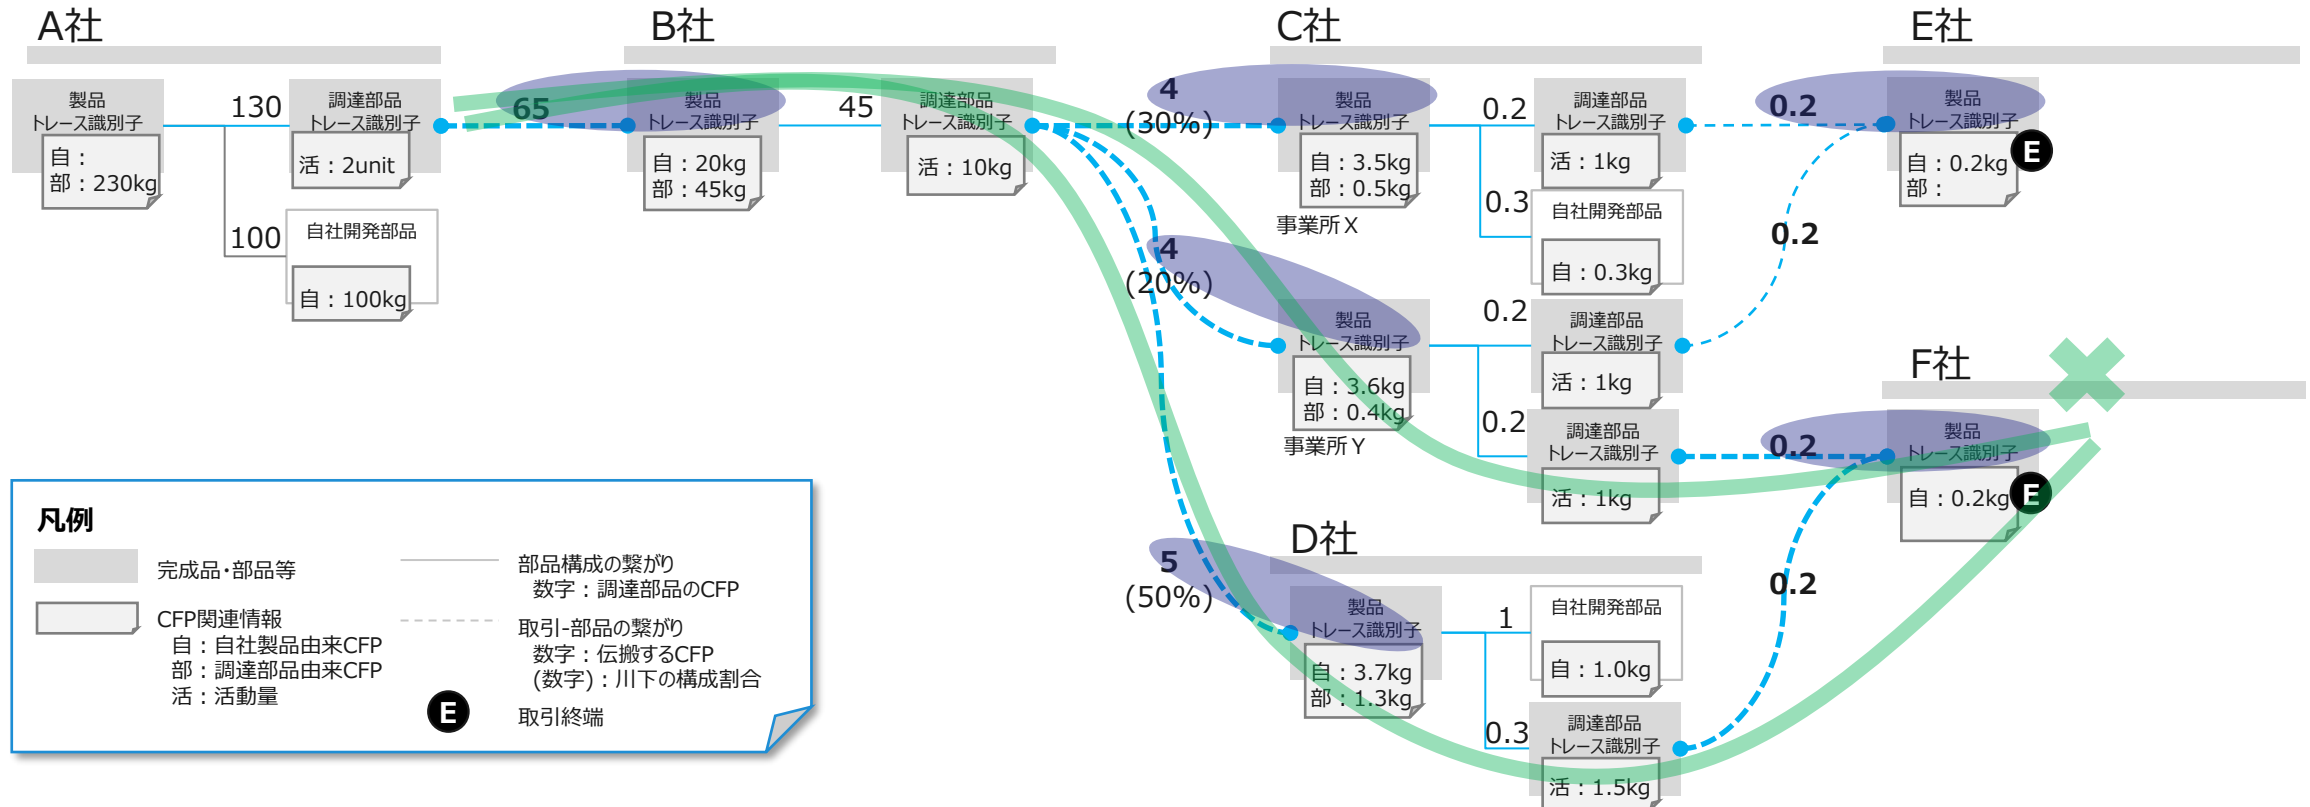 A社
製品
トレース識別子
自：
部：230kg
130
100
調達部品
トレース識別子
活：2unit
自社開発部品
自：100kg
65
B社
製品
トレース識別子
自：20kg
部：45kg
45
調達部品
トレース識別子
活：10kg
4
(30%)
4
(20%)
5
(50%)
C社
製品
トレース識別子
自：3.5kg
部：0.5kg
事業所X
0.2
0.3
調達部品
トレース識別子
活：1kg
自社開発部品
自：0.3kg
製品
トレース識別子
自：3.6kg
部：0.4kg
事業所Y
0.2
0.2
調達部品
トレース識別子
活：1kg
調達部品
トレース識別子
活：1kg
D社
製品
トレース識別子
自：3.7kg
部：1.3kg
1
0.3
自社開発部品
自：1.0kg
調達部品
トレース識別子
活：1.5kg
0.2
0.2
0.2
0.2
E社
製品
トレース識別子
自：0.2kg
部：
E
F社
製品
トレース識別子
自：0.2kg
E
凡例
完成品・部品等
CFP関連情報
自：自社製品由来CFP
部：調達部品由来CFP
活：活動量
部品構成の繋がり
数字：調達部品のCFP
取引-部品の繋がり
数字：伝搬するCFP
(数字)：川下の構成割合
E
取引終端